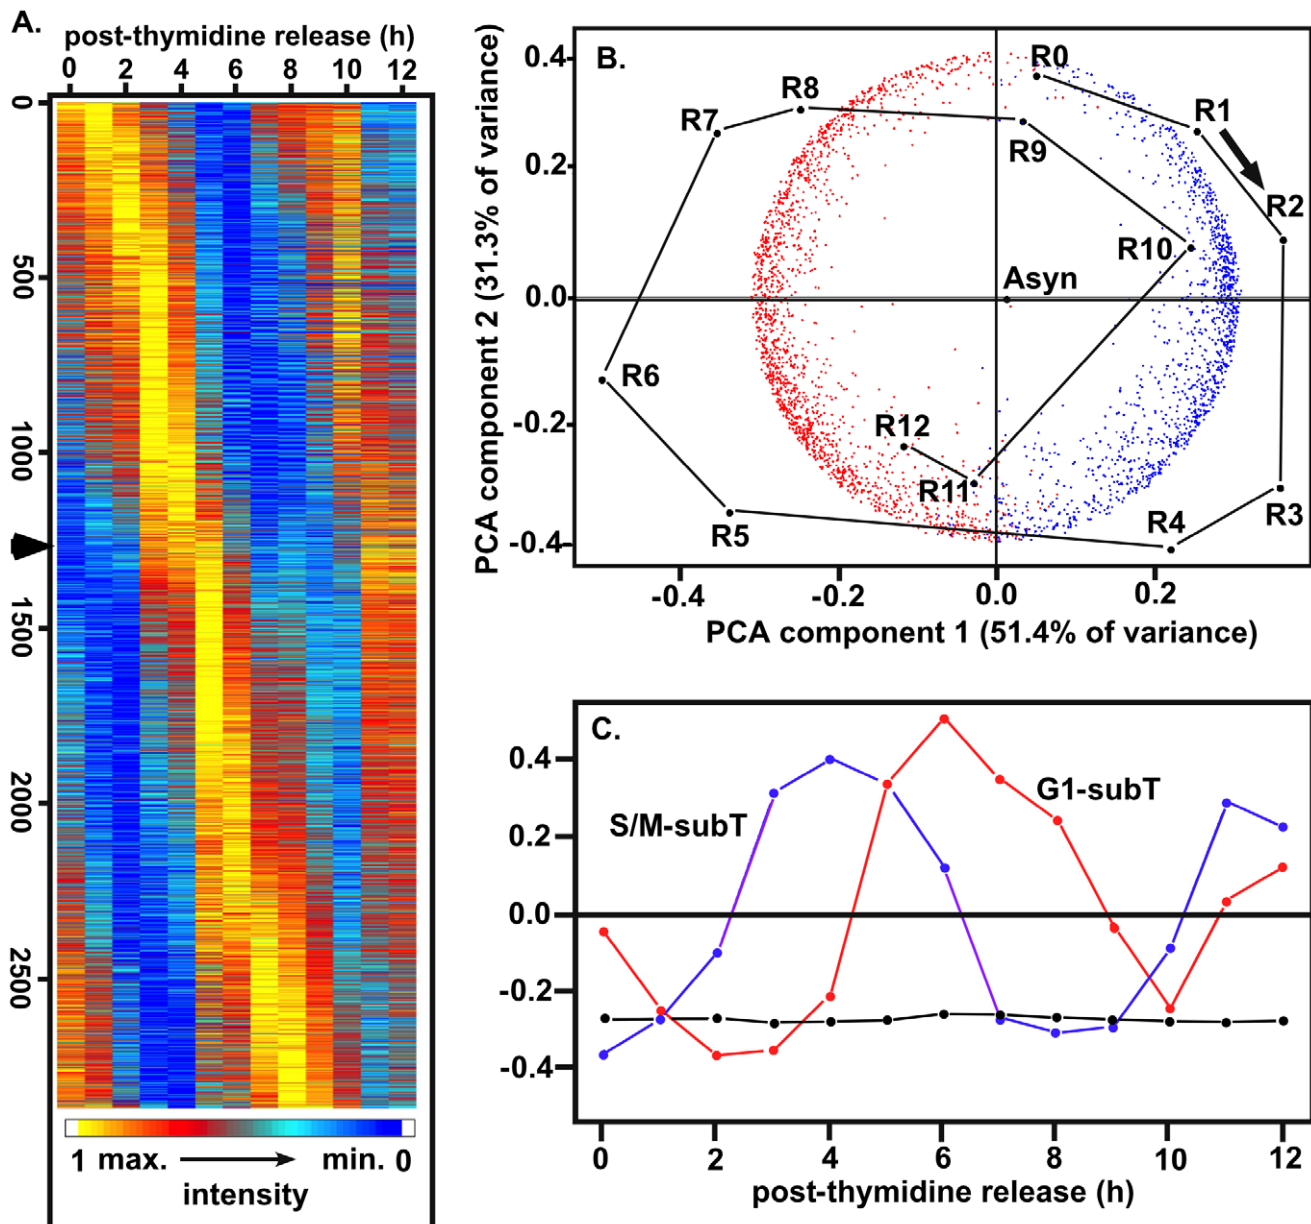 A.
post-thymidine release (h)
0 2 4 6 8 10 12
0
500
1000
1500
2000
2500
1 max. min. 0
intensity
B.
PCA component 2 (31.3% of variance)
0.4
0.2
0.0
-0.2
-0.4
R0
R1
R2
R3
R4
R5
R6
R7
R8
R9
R10
R11
R12
Asyn
-0.4 -0.2 0.0 0.2
PCA component 1 (51.4% of variance)
C.
0.4
0.2
0.0
-0.2
-0.4
S/M-subT
G1-subT
0 2 4 6 8 10 12
post-thymidine release (h)